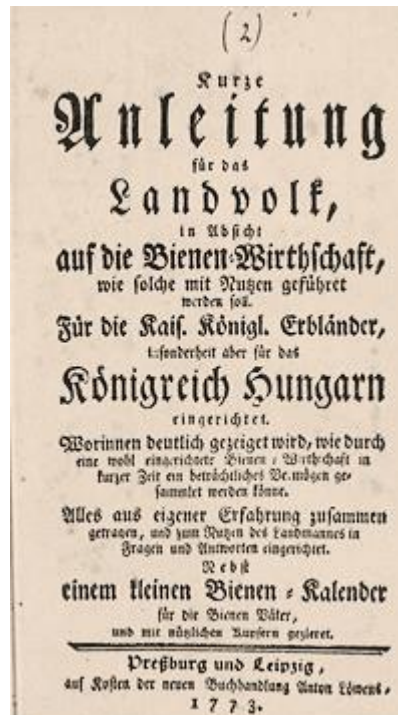 (2)
Kurze
Anleitung
für das
Landvolk,
in Absicht
auf die Bienen-Wirthschaft,
wie solche mit Nutzen geführet
werden soll.
Für die Kais. Königl. Erbländer,
insonderheit aber für das
Königreich Hungarn
eingerichtet.
Worinnen deutlich gezeiget wird, wie durch
eine wohl eingerichtete Bienen-Wirthschaft in
kurzer Zeit ein beträchtliches Vermögen ge-
sammlet werden könne.
Alles aus eigener Erfahrung zusammen
getragen, und zum Nutzen des Landmannes in
Fragen und Antworten eingerichtet.
Nebst
einem kleinen Bienen-Kalender
für die Bienen Väter,
und mit nützlichen Kupfern gezieret.
Preßburg und Leipzig,
auf Kosten der neuen Buchhandlung Anton Löwens,
1773.